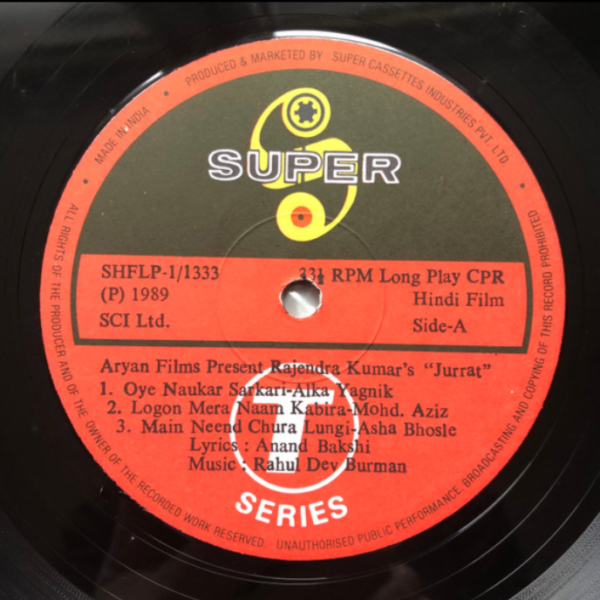 PRODUCED & MARKETED BY SUPER CASSETTES INDUSTRIES PVT. LTD.
MADE IN INDIA
SUPER
SHFLP-1/1333
33⅓ RPM Long Play CPR
(P) 1989
Hindi Film
SCI Ltd.
Side-A
Aryan Films Present Rajendra Kumar's "Jurrat"
1. Oye Naukar Sarkari-Alka Yagnik
2. Logon Mera Naam Kabira-Mohd. Aziz
3. Main Neend Chura Lungi-Asha Bhosle
Lyrics : Anand Bakshi
Music : Rahul Dev Burman
T
SERIES
ALL RIGHTS OF THE PRODUCER AND OF THE OWNER OF THE RECORDED WORK RESERVED. UNAUTHORISED PUBLIC PERFORMANCE, BROADCASTING AND COPYING OF THIS RECORD PROHIBITED